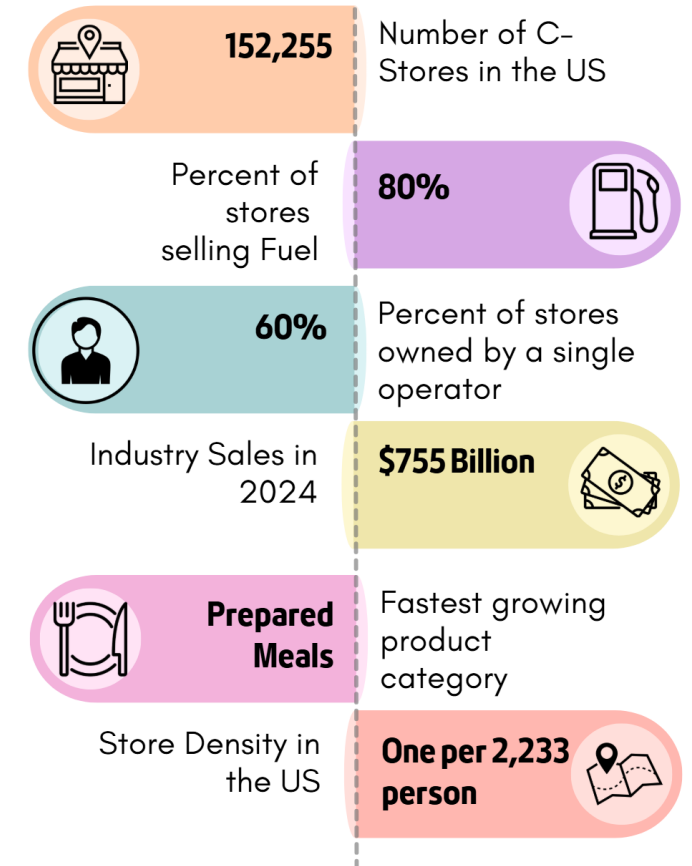 152,255
Number of C-
Stores in the US
Percent of
stores
selling Fuel
80%
60%
Percent of stores
owned by a single
operator
Industry Sales in
2024
$755 Billion
Prepared
Meals
Fastest growing
product
category
Store Density in
the US
One per 2,233
person